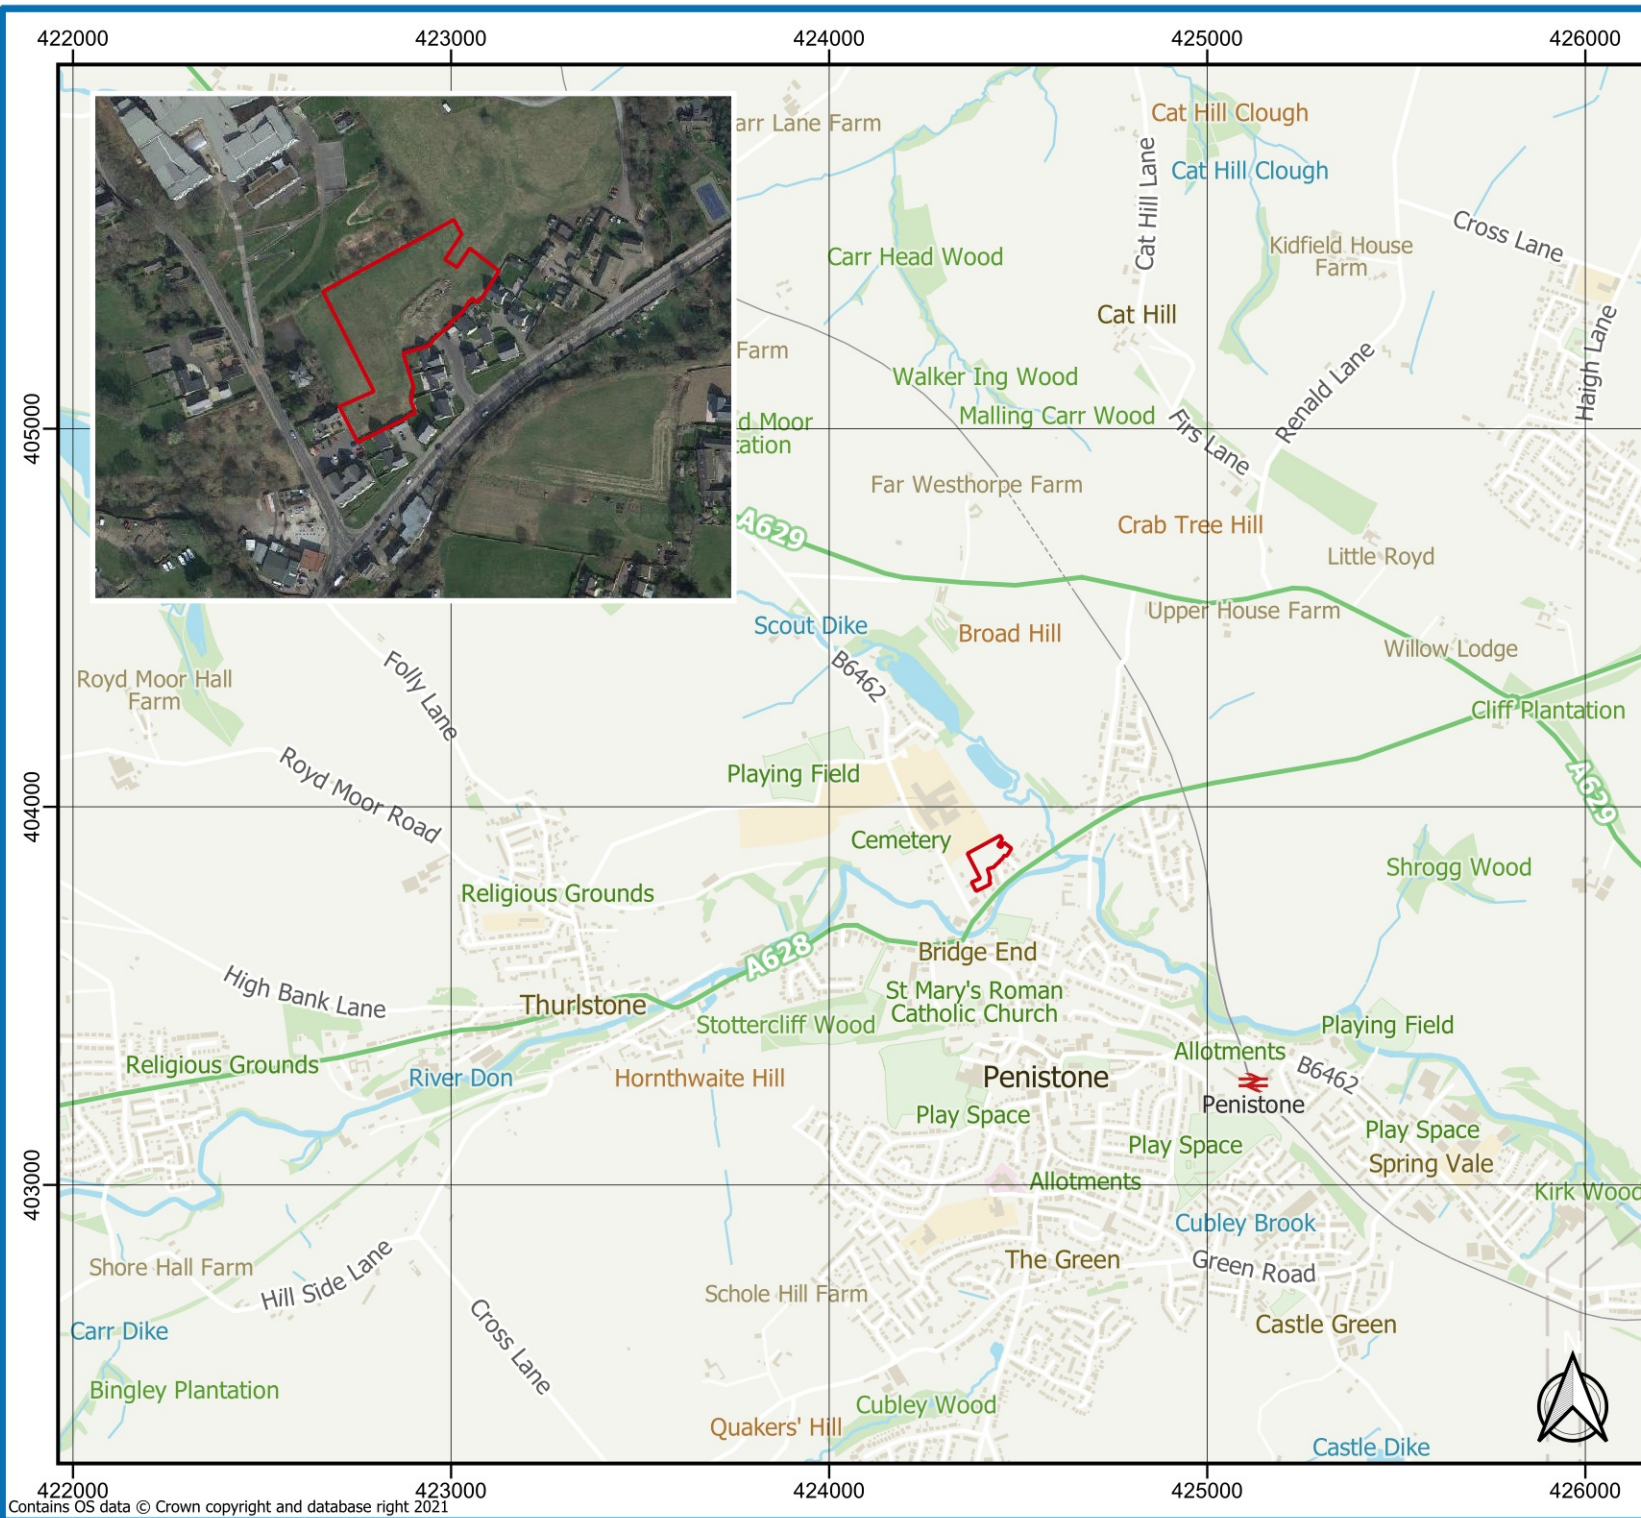 422000 423000 424000 425000 426000
Cat Hill Clough
arr Lane Farm
Cat Hill Lane
Cat Hill Clough
Cross Lane
Carr Head Wood
Kidfield House
Farm
Cat Hill
Haigh Lane
Farm
Renald Lane
Walker Ing Wood
Malling Carr Wood
405000
d Moor
tation
Firs Lane
Far Westhorpe Farm
A629
Crab Tree Hill
Little Royd
Upper House Farm
Scout Dike
Broad Hill
Willow Lodge
B6462
Folly Lane
Royd Moor Hall
Farm
Cliff Plantation
Playing Field
Royd Moor Road
A629
404000
Cemetery
Shrogg Wood
Religious Grounds
A628
Bridge End
High Bank Lane
Thurlstone
St Mary's Roman
Catholic Church
Stottercliff Wood
Playing Field
Allotments
Religious Grounds
River Don
Hornthwaite Hill
Penistone
B6462
Penistone
Play Space
Play Space
Play Space
Spring Vale
Allotments
Kirk Wood
403000
Cubley Brook
The Green
Green Road
Shore Hall Farm
Hill Side Lane
Schole Hill Farm
Castle Green
Carr Dike
Cross Lane
N
Bingley Plantation
Cubley Wood
Quakers' Hill
Castle Dike
422000 423000 424000 425000 426000
Contains OS data © Crown copyright and database right 2021